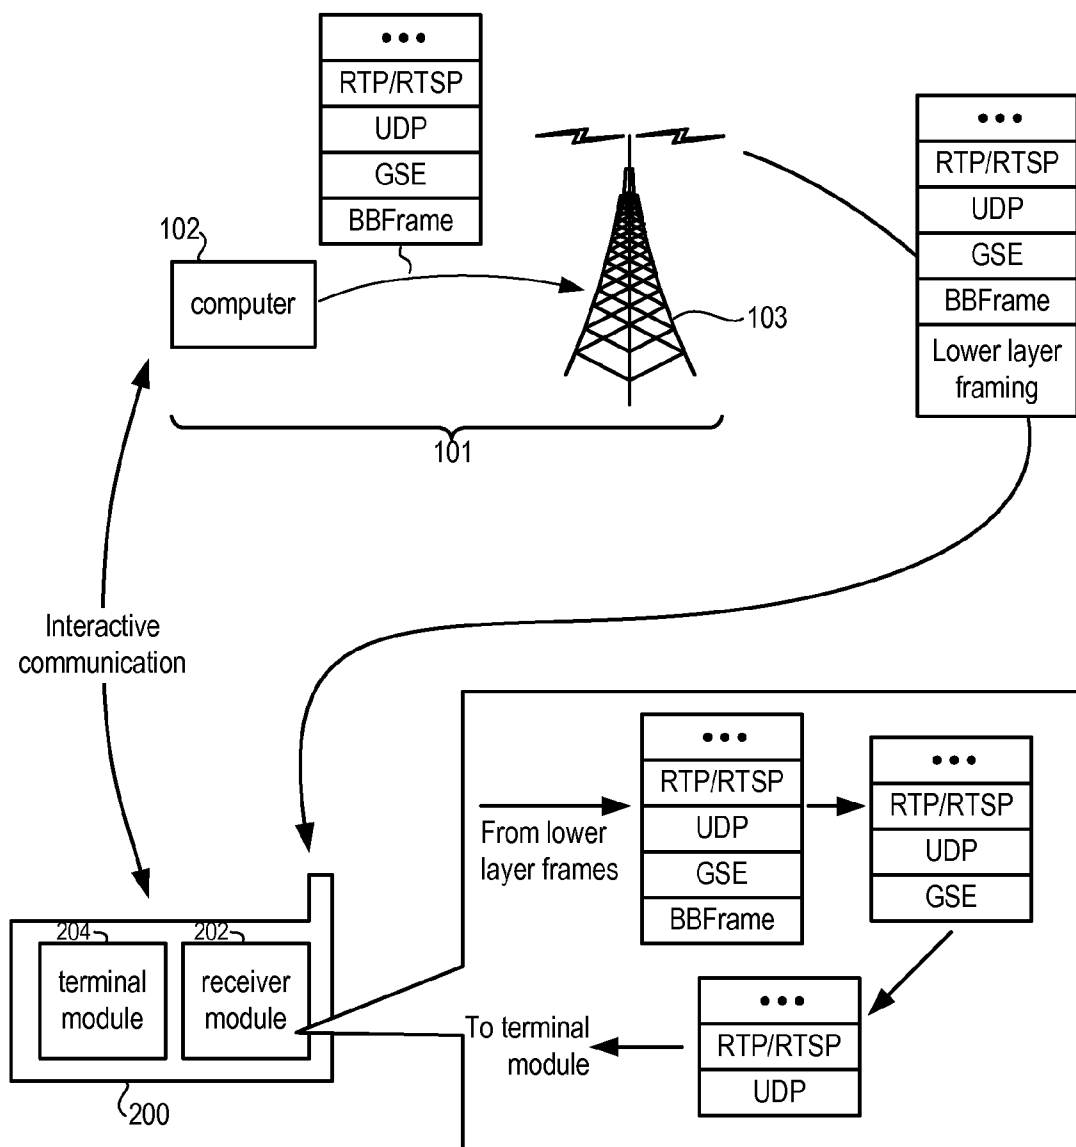 •••
RTP/RTSP
UDP
GSE
BBFrame
102
computer
103
101
•••
RTP/RTSP
UDP
GSE
BBFrame
Lower layer
framing
Interactive
communication
204
terminal
module
202
receiver
module
200
From lower
layer frames
•••
RTP/RTSP
UDP
GSE
BBFrame
•••
RTP/RTSP
UDP
GSE
•••
RTP/RTSP
UDP
To terminal
module